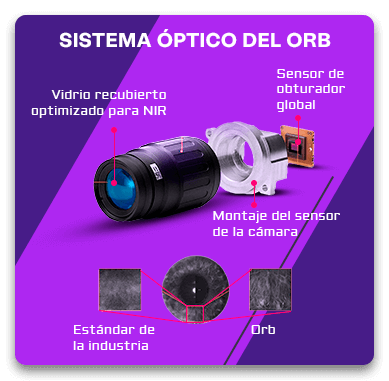 SISTEMA ÓPTICO DEL ORB
Sensor de
obturador
global
Vidrio recubierto
optimizado para NIR
Montaje del sensor
de la cámara
Estándar de
la industria
Orb